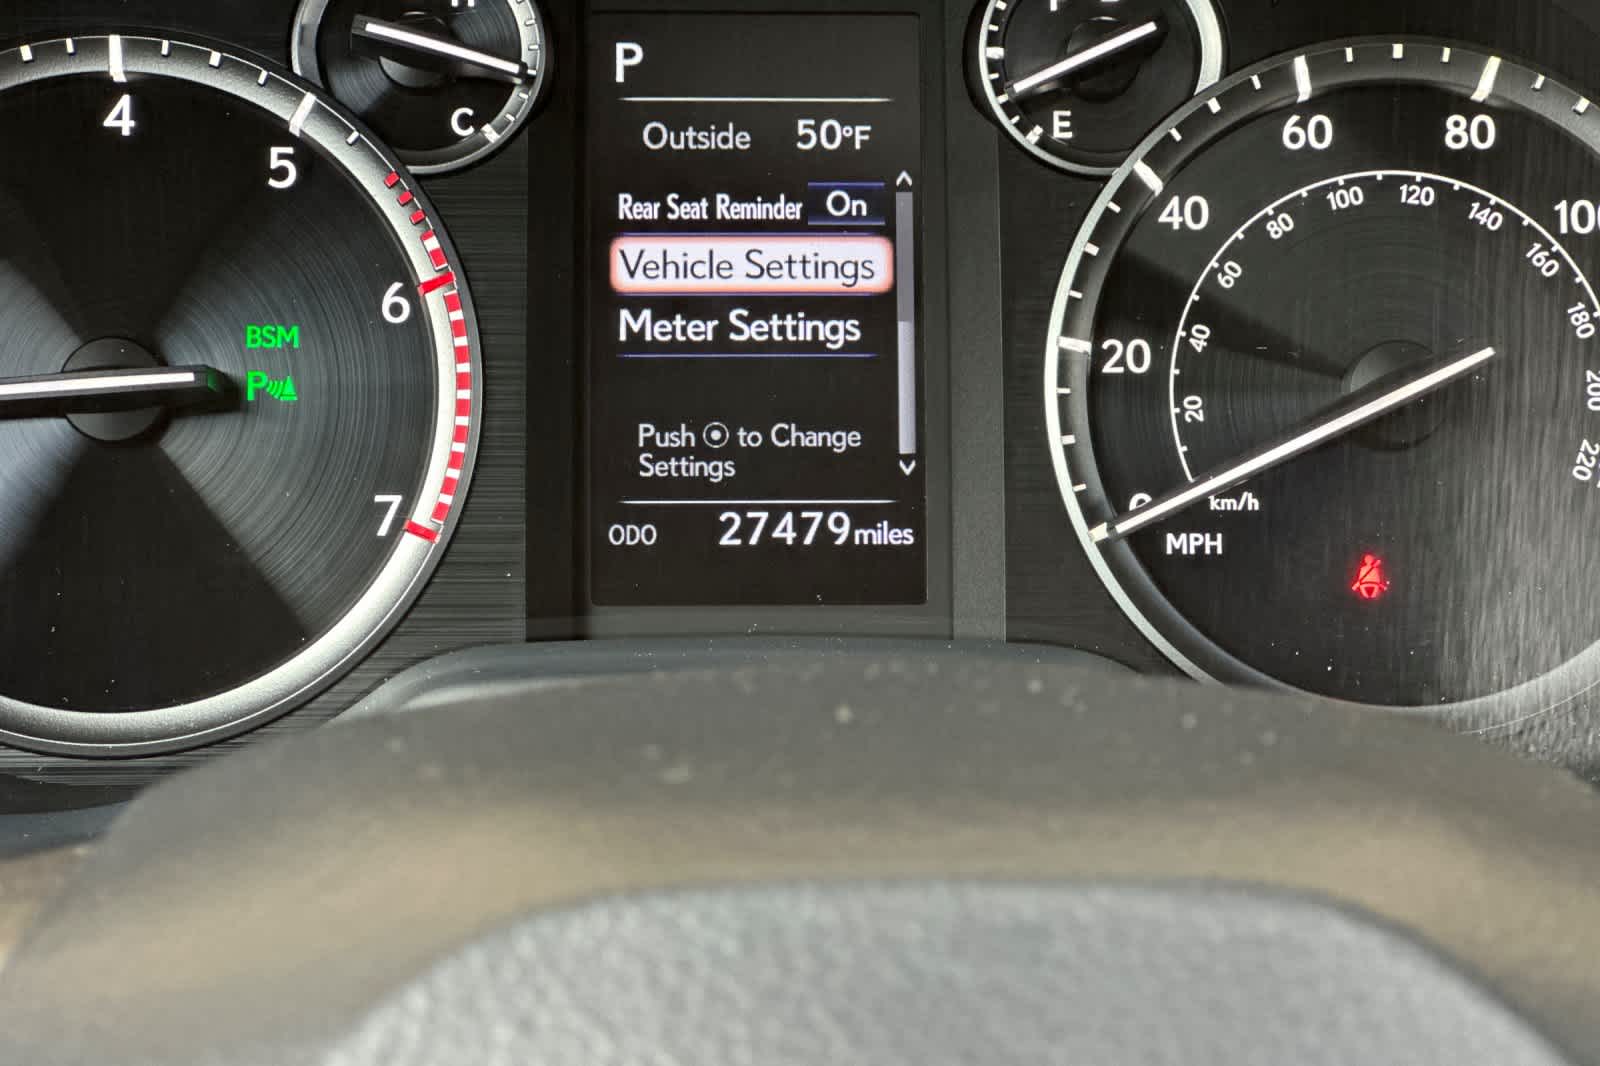 4
5
6
7
BSM
P
H
C
P
Outside 50°F
Rear Seat Reminder On
Vehicle Settings
Meter Settings
Push to Change
Settings
ODO 27479 miles
E
0
20
40
60
80
20
40
60
80
100
120
140
160
180
200
220
km/h
MPH